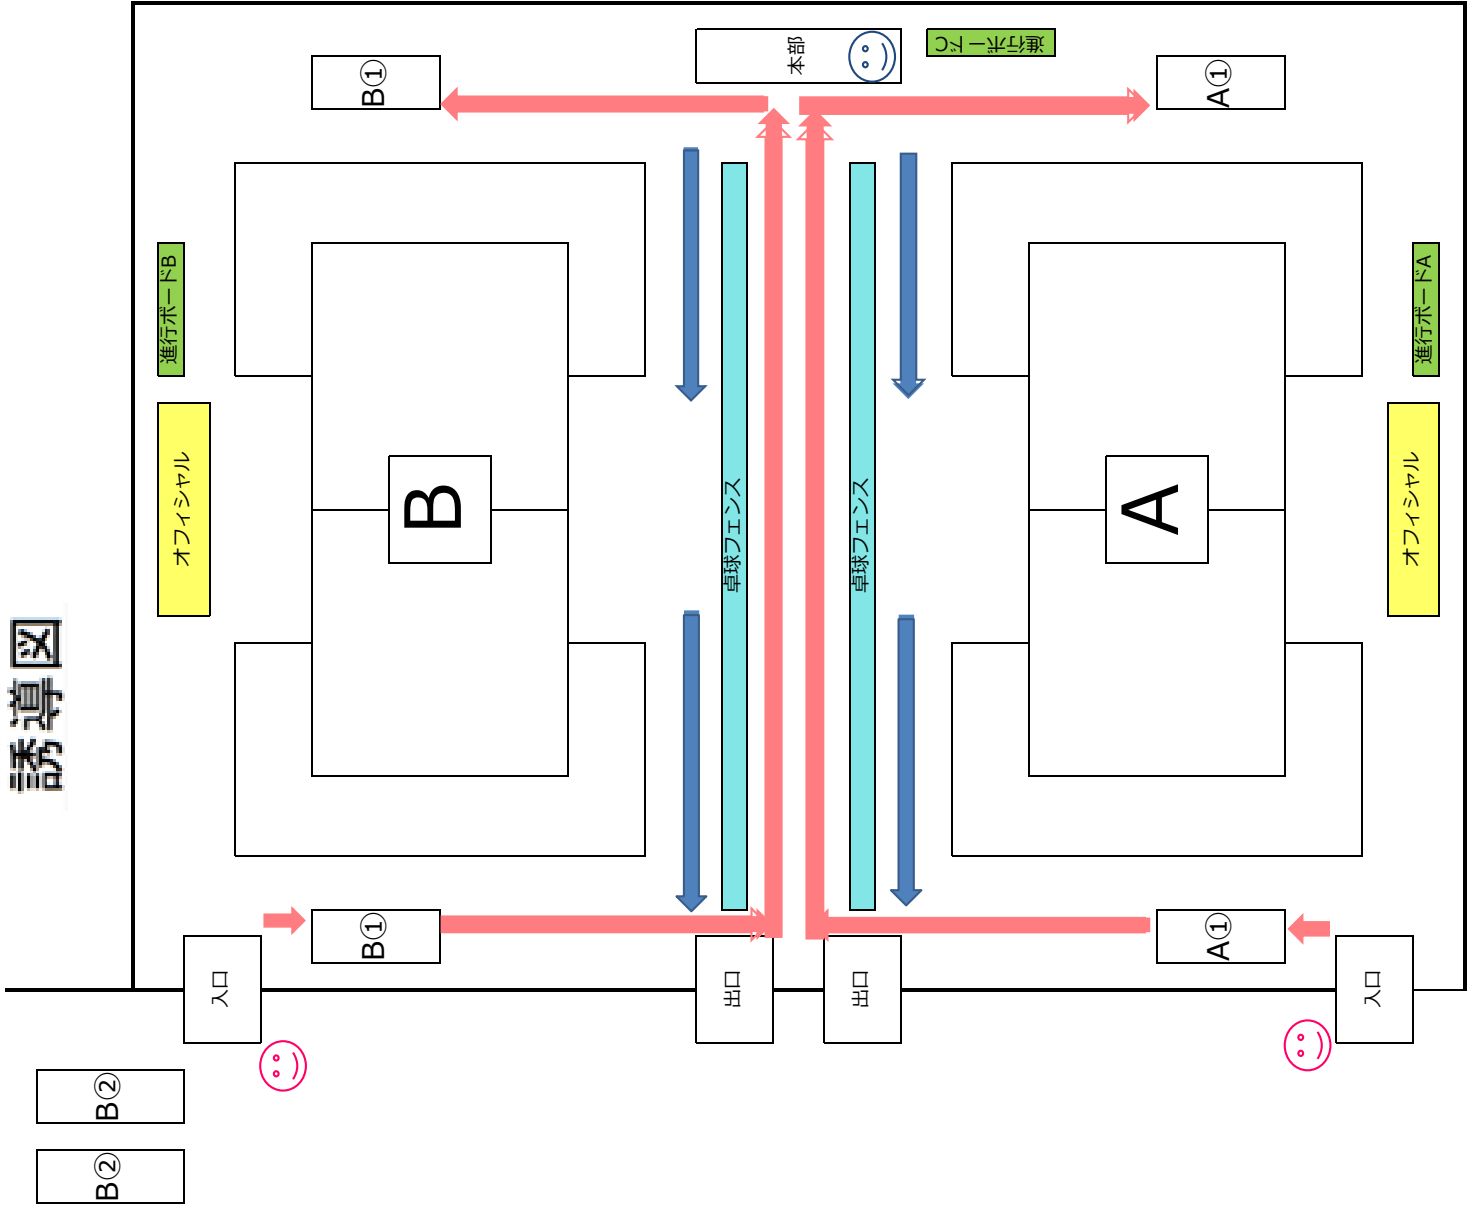 誘導図
本部
進行ボードC
B①
A①
進行ボードB
進行ボードA
オフィシャル
オフィシャル
B
A
卓球フェンス
卓球フェンス
B①
A①
入口
出口
出口
入口
B②
B②